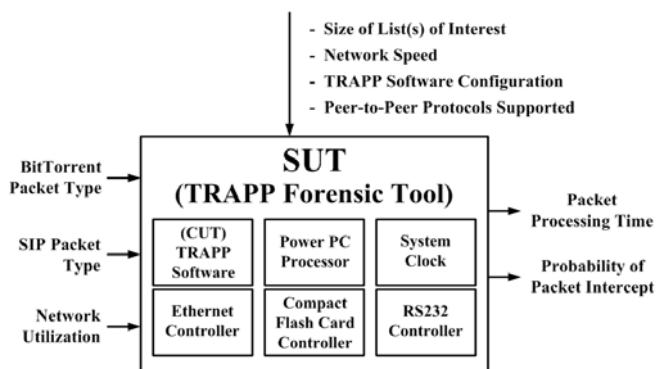 - Size of List(s) of Interest
- Network Speed
- TRAPP Software Configuration
- Peer-to-Peer Protocols Supported
SUT
(TRAPP Forensic Tool)
BitTorrent
Packet Type
SIP Packet
Type
Network
Utilization
(CUT)
TRAPP
Software
Power PC
Processor
System
Clock
Ethernet
Controller
Compact
Flash Card
Controller
RS232
Controller
Packet
Processing Time
Probability of
Packet Intercept